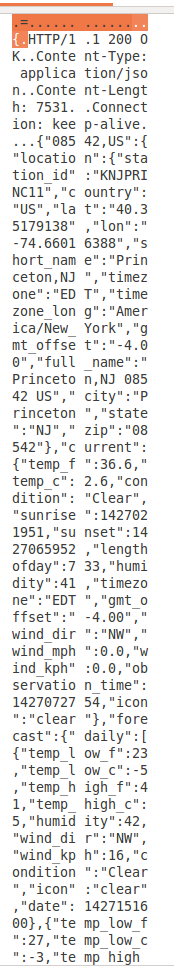 .=...... ........
{.HTTP/1 .1 200 O
K..Conte nt-Type:
 applica tion/jso
n..Conte nt-Lengt
h: 7531. .Connect
ion: kee p-alive.
...{"085 42,US":{
"locatio n":{"sta
tion_id" :"KNJPRI
NC11","c ountry":
"US","la t":"40.3
5179138" ,"lon":"
-74.6601 6388","s
hort_nam e":"Prin
ceton,NJ ","timez
one":"ED T","time
zone_lon g":"Amer
ica/New_ York","g
mt_offse t":"-4.0
0","full _name":"
Princeto n,NJ 085
42 US"," city":"P
rinceton ","state
":"NJ"," zip":"08
542"},"c urrent":
{"temp_f ":36.6,"
temp_c": 2.6,"con
dition": "Clear",
"sunrise ":142702
1951,"su nset":14
27065952 ,"length
ofday":7 33,"humi
dity":41 ,"timezo
ne":"EDT ","gmt_o
ffset":" -4.00","
wind_dir ":"NW","
wind_mph ":0.0,"w
ind_kph" :0.0,"ob
servatio n_time":
14270727 54,"icon
":"clear "},"fore
cast":{" daily":[
{"temp_l ow_f":23
,"temp_l ow_c":-5
,"temp_h igh_f":4
1,"temp_ high_c":
5,"humid ity":42,
"wind_di r":"NW",
"wind_kp h":16,"c
ondition ":"Clear
","icon" :"clear"
,"date": 14271516
00},{"te mp_low_f
":27,"te mp_low_c
":-3,"te mp_high